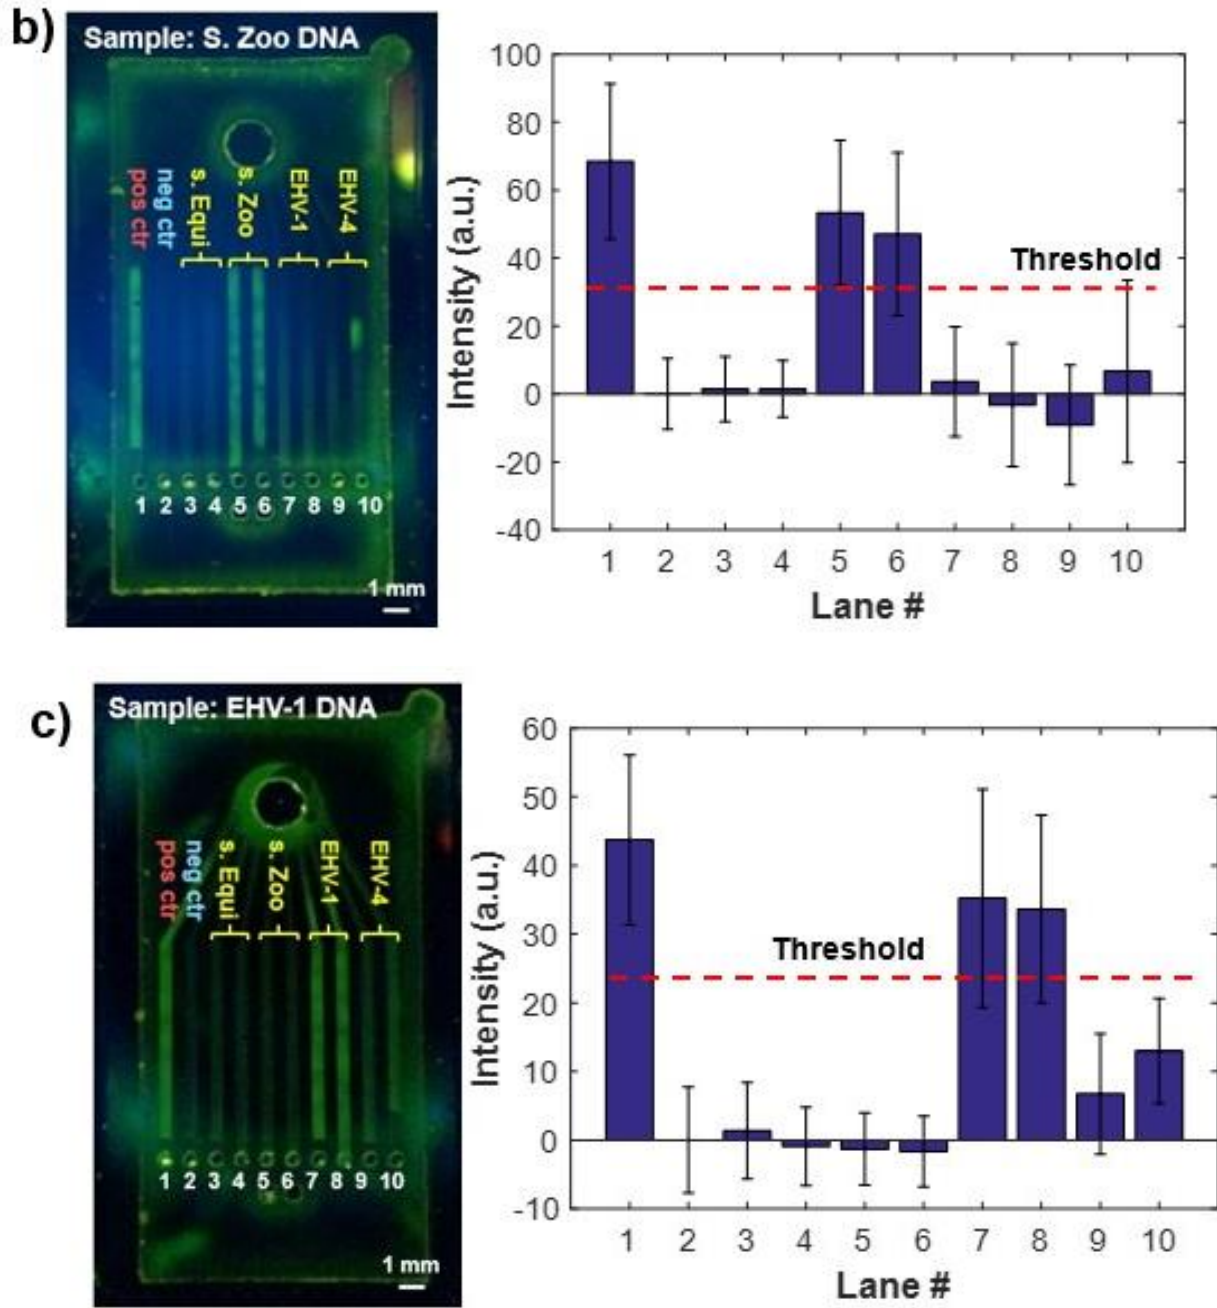 b)
Sample: S. Zoo DNA
pos ctr
neg ctr
s. Equi
s. Zoo
EHV-1
EHV-4
1 2 3 4 5 6 7 8 9 10
1 mm
Intensity (a.u.)
100
80
60
40
20
0
-20
-40
Threshold
1 2 3 4 5 6 7 8 9 10
Lane #
c)
Sample: EHV-1 DNA
pos ctr
neg ctr
s. Equi
s. Zoo
EHV-1
EHV-4
1 2 3 4 5 6 7 8 9 10
1 mm
Intensity (a.u.)
60
50
40
30
20
10
0
-10
Threshold
1 2 3 4 5 6 7 8 9 10
Lane #